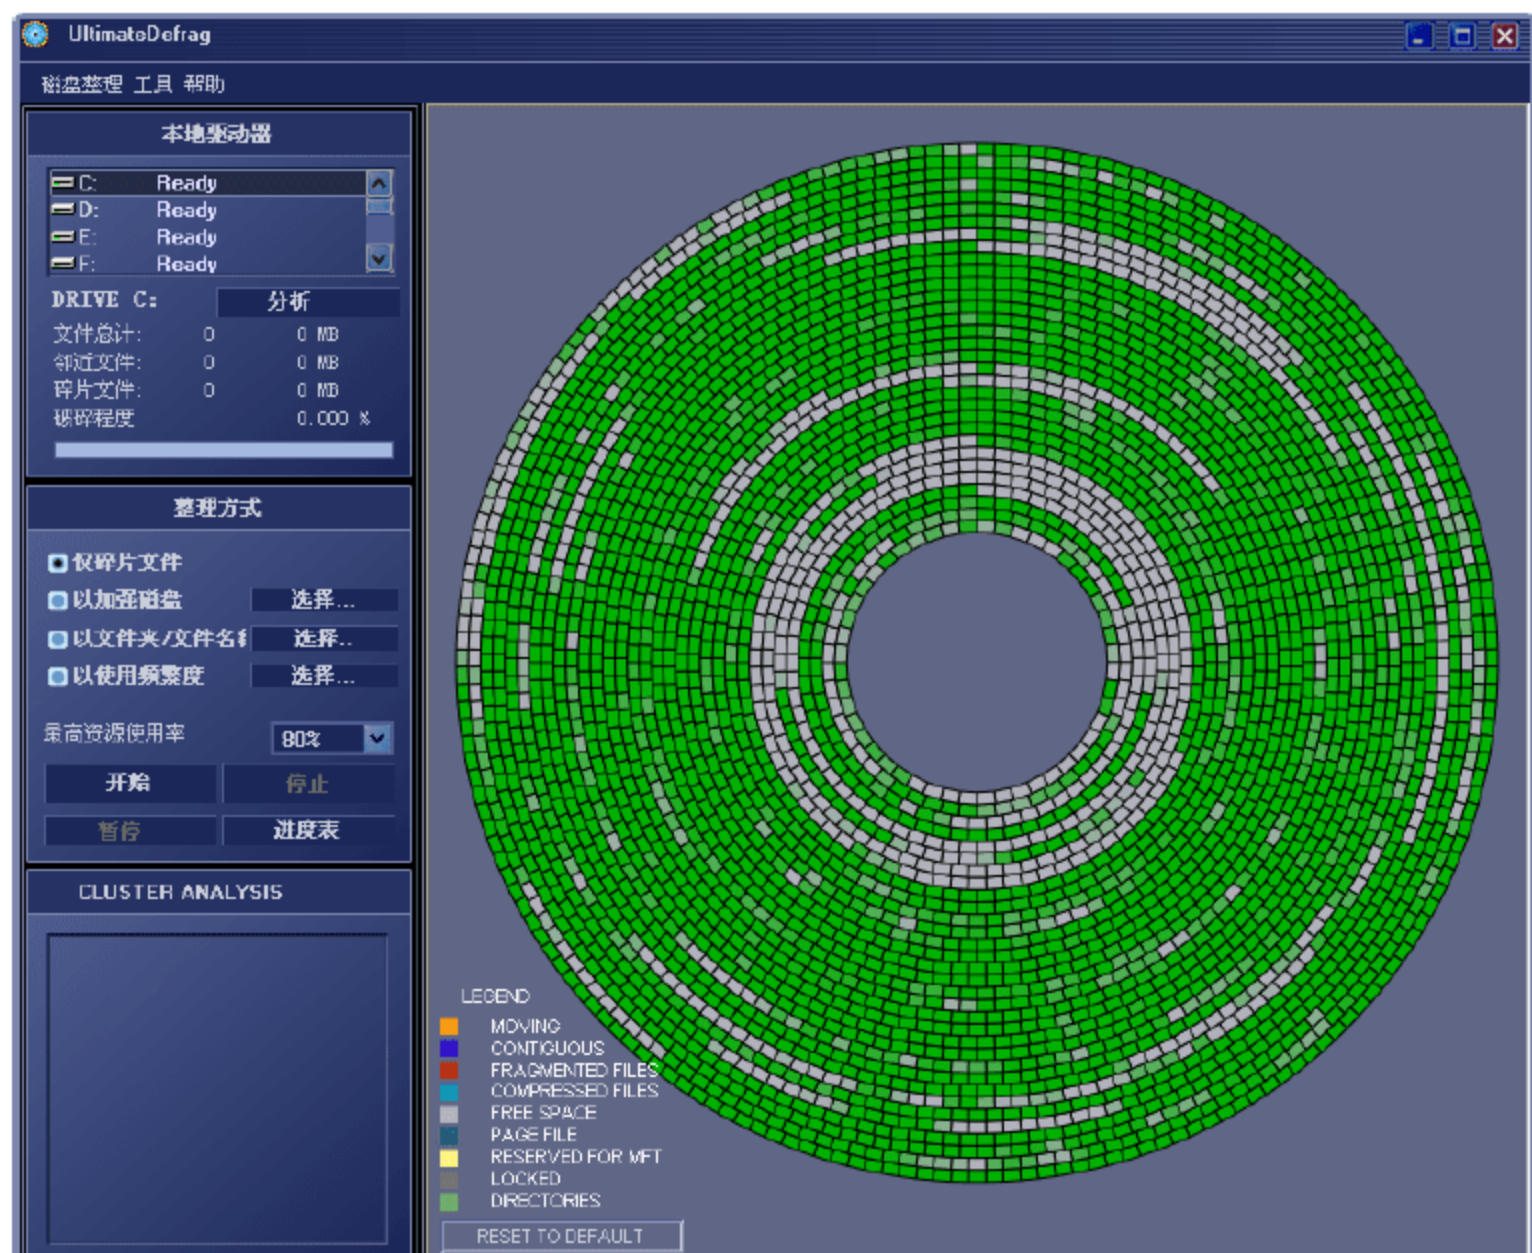 UltimateDefrag
磁盘整理 工具 帮助
本地驱动器
C: Ready
D: Ready
E: Ready
F: Ready
DRIVE C: 分析
文件总计: 0 0 MB
邻近文件: 0 0 MB
碎片文件: 0 0 MB
破碎程度 0.000 %
整理方式
仅碎片文件
以加强磁盘 选择...
以文件夹/文件名 选择..
以使用频繁度 选择...
最高资源使用率 80%
开始 停止
暂停 进度表
CLUSTER ANALYSIS
LEGEND
MOVING
CONTIGUOUS
FRAGMENTED FILES
COMPRESSED FILES
FREE SPACE
PAGE FILE
RESERVED FOR MFT
LOCKED
DIRECTORIES
RESET TO DEFAULT